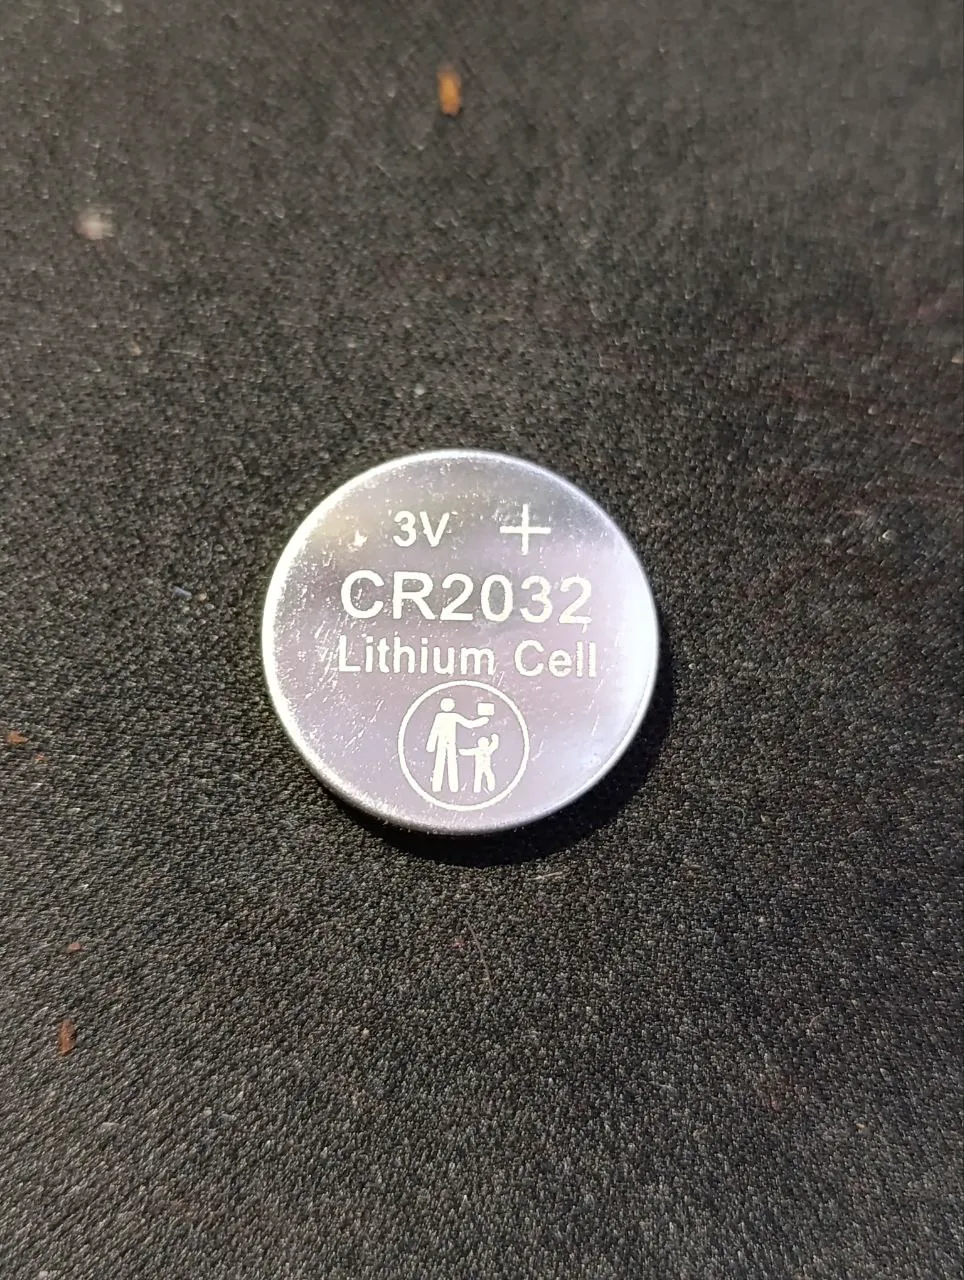 3V +
CR2032
Lithium Cell